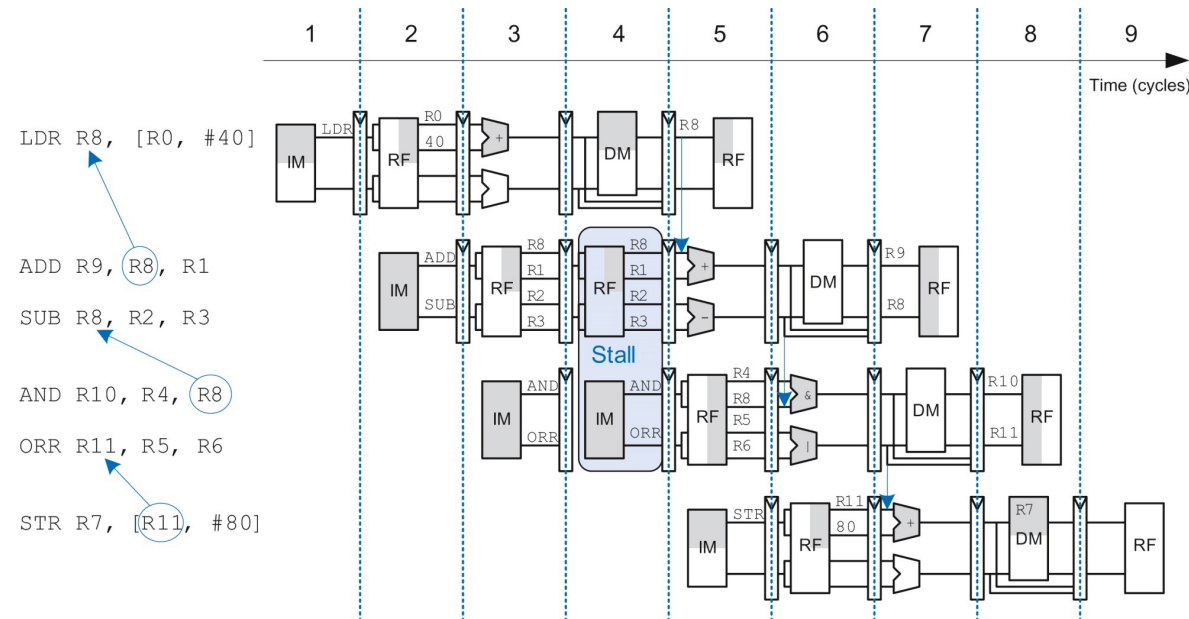 1 2 3 4 5 6 7 8 9
Time (cycles)
LDR R8, [R0, #40]
IM LDR RF R0 40 + DM R8 RF
ADD R9, R8, R1
SUB R8, R2, R3
IM ADD SUB RF R8 R1 R2 R3 RF R8 R1 R2 R3 + - DM R9 R8 RF
Stall
AND R10, R4, R8
ORR R11, R5, R6
IM AND ORR IM AND ORR RF R4 R8 R5 R6 & | DM R10 R11 RF
STR R7, [R11, #80]
IM STR RF R11 80 + R7 DM RF